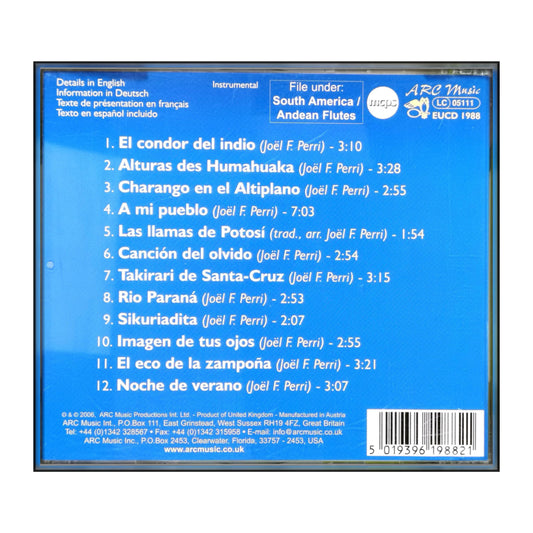 Details in English
Information in Deutsch
Texte de présentation en français
Texto en español incluido
Instrumental
File under:
South America /
Andean Flutes
mcps
ARC Music
LC 05111
EUCD 1988
1. El condor del indio (Joël F. Perri) - 3:10
2. Alturas des Humahuaka (Joël F. Perri) - 3:28
3. Charango en el Altiplano (Joël F. Perri) - 2:55
4. A mi pueblo (Joël F. Perri) - 7:03
5. Las llamas de Potosí (trad., arr. Joël F. Perri) - 1:54
6. Canción del olvido (Joël F. Perri) - 2:54
7. Takirari de Santa-Cruz (Joël F. Perri) - 3:15
8. Rio Paraná (Joël F. Perri) - 2:53
9. Sikuriadita (Joël F. Perri) - 2:07
10. Imagen de tus ojos (Joël F. Perri) - 2:55
11. El eco de la zampoña (Joël F. Perri) - 3:21
12. Noche de verano (Joël F. Perri) - 3:07
℗ & © 2006, ARC Music Productions Int. Ltd. - Product of United Kingdom - Manufactured in Austria
ARC Music Int., P.O.Box 111, East Grinstead, West Sussex RH19 4FZ, Great Britain
Tel: +44 (0)1342 328567 • Fax: +44 (0)1342 315958 • E-mail: info@arcmusic.co.uk
ARC Music Inc., P.O.Box 2453, Clearwater, Florida, 33757 - 2453, USA
www.arcmusic.co.uk
5 019396 198821